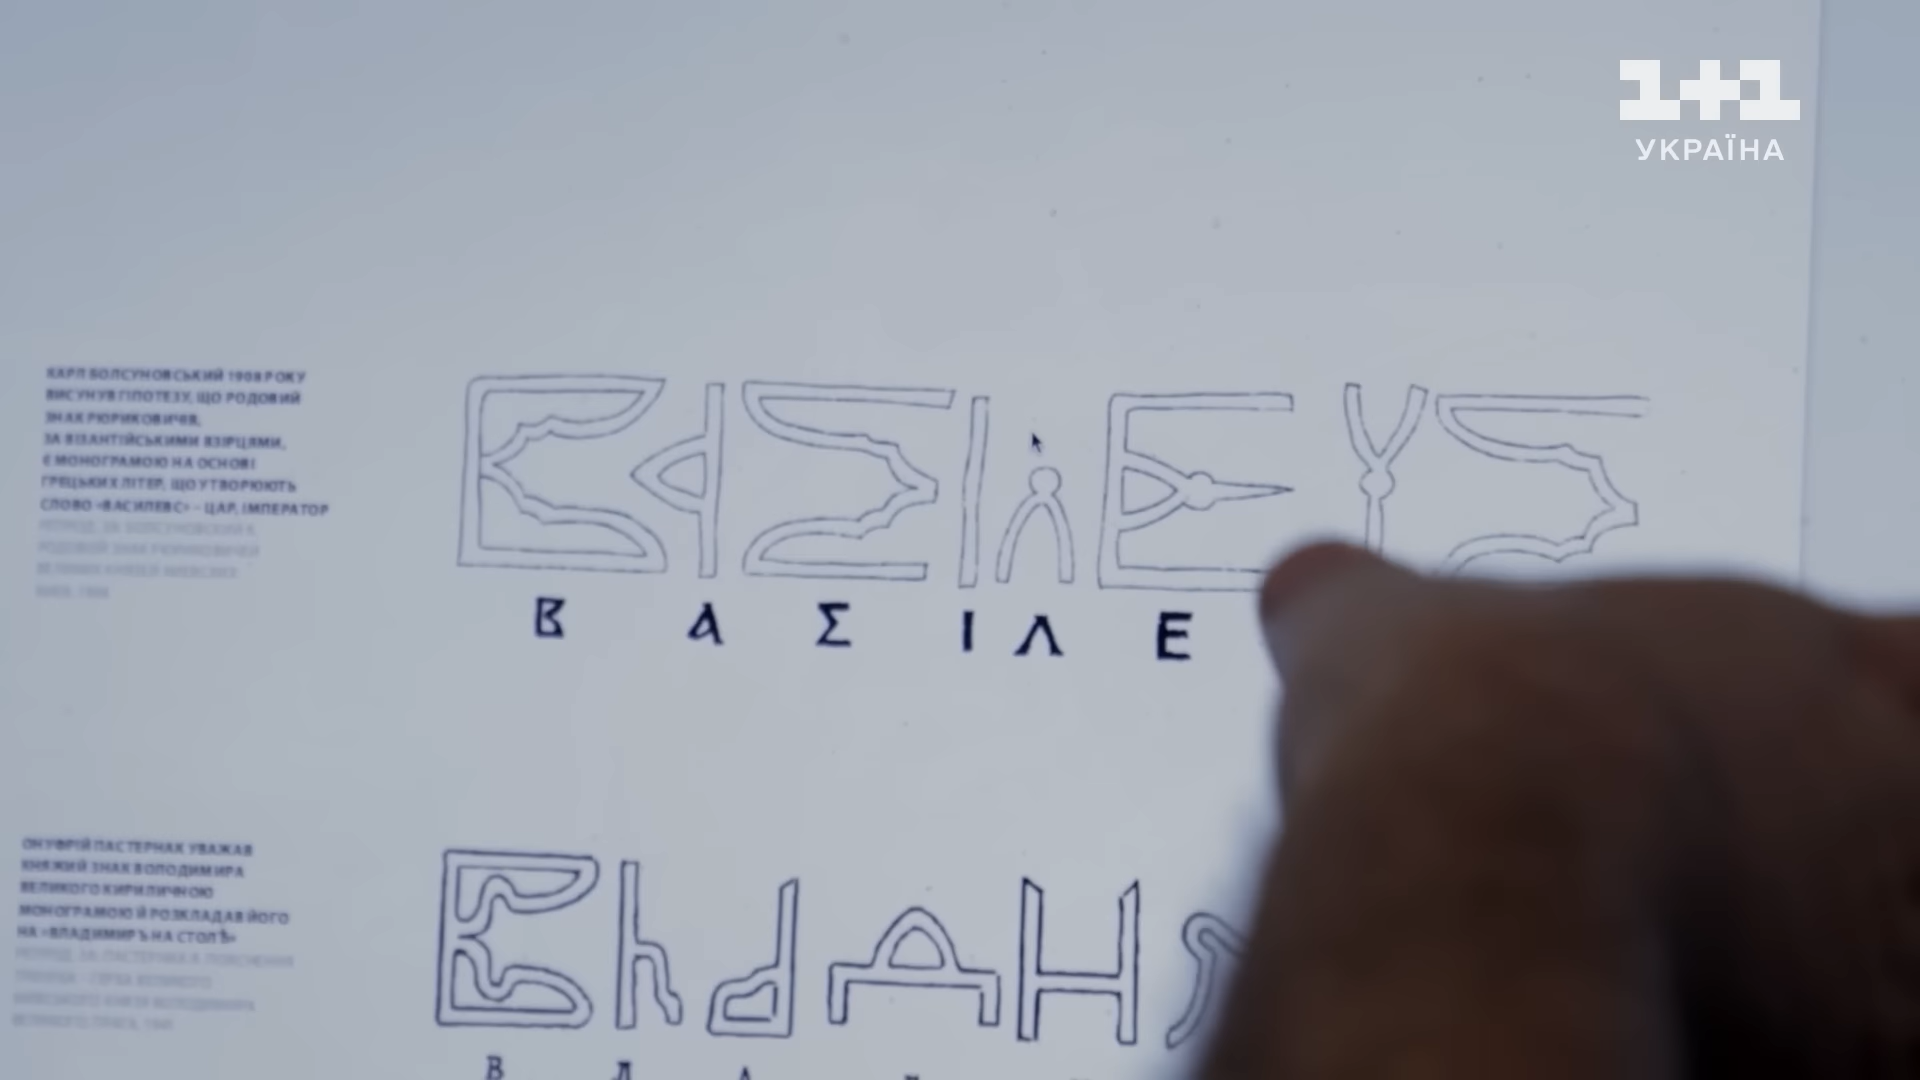 1+1
УКРАЇНА
КАРЛ БОЛСУНОВСЬКИЙ 1908 РОКУ
ВИСУНУВ ГІПОТЕЗУ, ЩО РОДОВИЙ
ЗНАК РЮРИКОВИЧІВ,
ЗА ВІЗАНТІЙСЬКИМИ ВЗІРЦЯМИ,
Є МОНОГРАМОЮ НА ОСНОВІ
ГРЕЦЬКИХ ЛІТЕР, ЩО УТВОРЮЮТЬ
СЛОВО «ВАСИЛЕВС» – ЦАР, ІМПЕРАТОР
В Α Σ Ι Λ Ε
ОНУФРІЙ ПАСТЕРНАК УВАЖАВ
КНЯЖИЙ ЗНАК ВОЛОДИМИРА
ВЕЛИКОГО КИРИЛИЧНОЮ
МОНОГРАМОЮ Й РОЗКЛАДАВ ЙОГО
НА «ВЛАДИМИРЪ НА СТОЛѢ»
В Л А